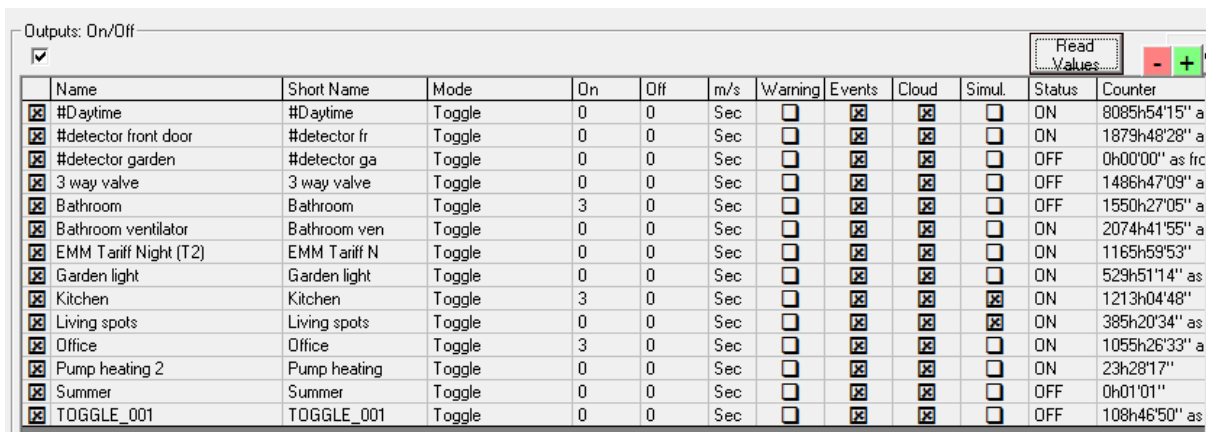 Outputs: On/Off
Read
Values
- +
Name Short Name Mode On Off m/s Warning Events Cloud Simul. Status Counter
#Daytime #Daytime Toggle 0 0 Sec ON 8085h54'15" a
#detector front door #detector fr Toggle 0 0 Sec ON 1879h48'28" a
#detector garden #detector ga Toggle 0 0 Sec OFF 0h00'00" as frc
3 way valve 3 way valve Toggle 0 0 Sec OFF 1486h47'09" a
Bathroom Bathroom Toggle 3 0 Sec OFF 1550h27'05" a
Bathroom ventilator Bathroom ven Toggle 0 0 Sec ON 2074h41'55" a
EMM Tariff Night (T2) EMM Tariff N Toggle 0 0 Sec ON 1165h59'53"
Garden light Garden light Toggle 0 0 Sec ON 529h51'14" as
Kitchen Kitchen Toggle 3 0 Sec ON 1213h04'48"
Living spots Living spots Toggle 0 0 Sec ON 385h20'34" as
Office Office Toggle 3 0 Sec ON 1055h26'33" a
Pump heating 2 Pump heating Toggle 0 0 Sec ON 23h28'17"
Summer Summer Toggle 0 0 Sec OFF 0h01'01"
TOGGLE_001 TOGGLE_001 Toggle 0 0 Sec OFF 108h46'50" as